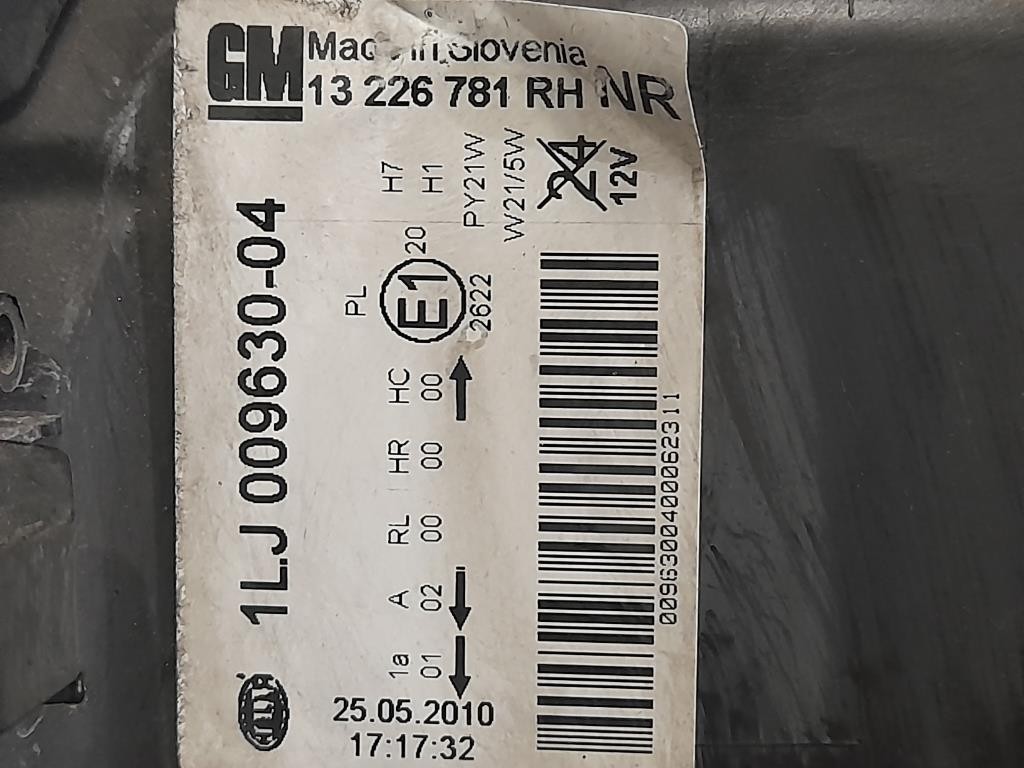 GM
Made in Slovenia
13 226 781 RH NR
24
12V
H7
H1
PY21W
W21/5W
1LJ 009630-04
PL
E1
20
2622
1a A RL HR HC
01 02 00 00 00
00963004000062311
HELLA
25.05.2010
17:17:32